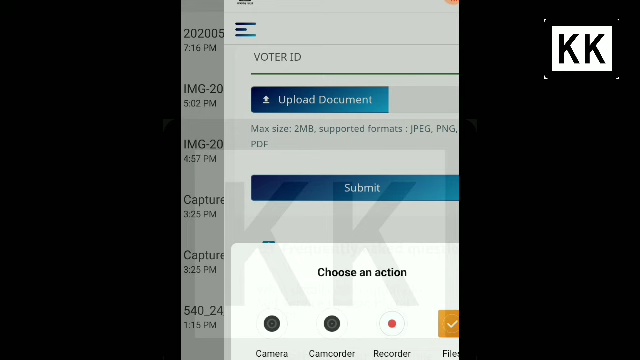 202005
7:16 PM
IMG-20
5:02 PM
IMG-20
4:57 PM
Capture
3:25 PM
Capture
3:25 PM
540_24
1:15 PM
VOTER ID
Upload Document
Max size: 2MB, supported formats : JPEG, PNG,
PDF
Submit
Choose an action
Camera
Camcorder
Recorder
Files
KK
KK